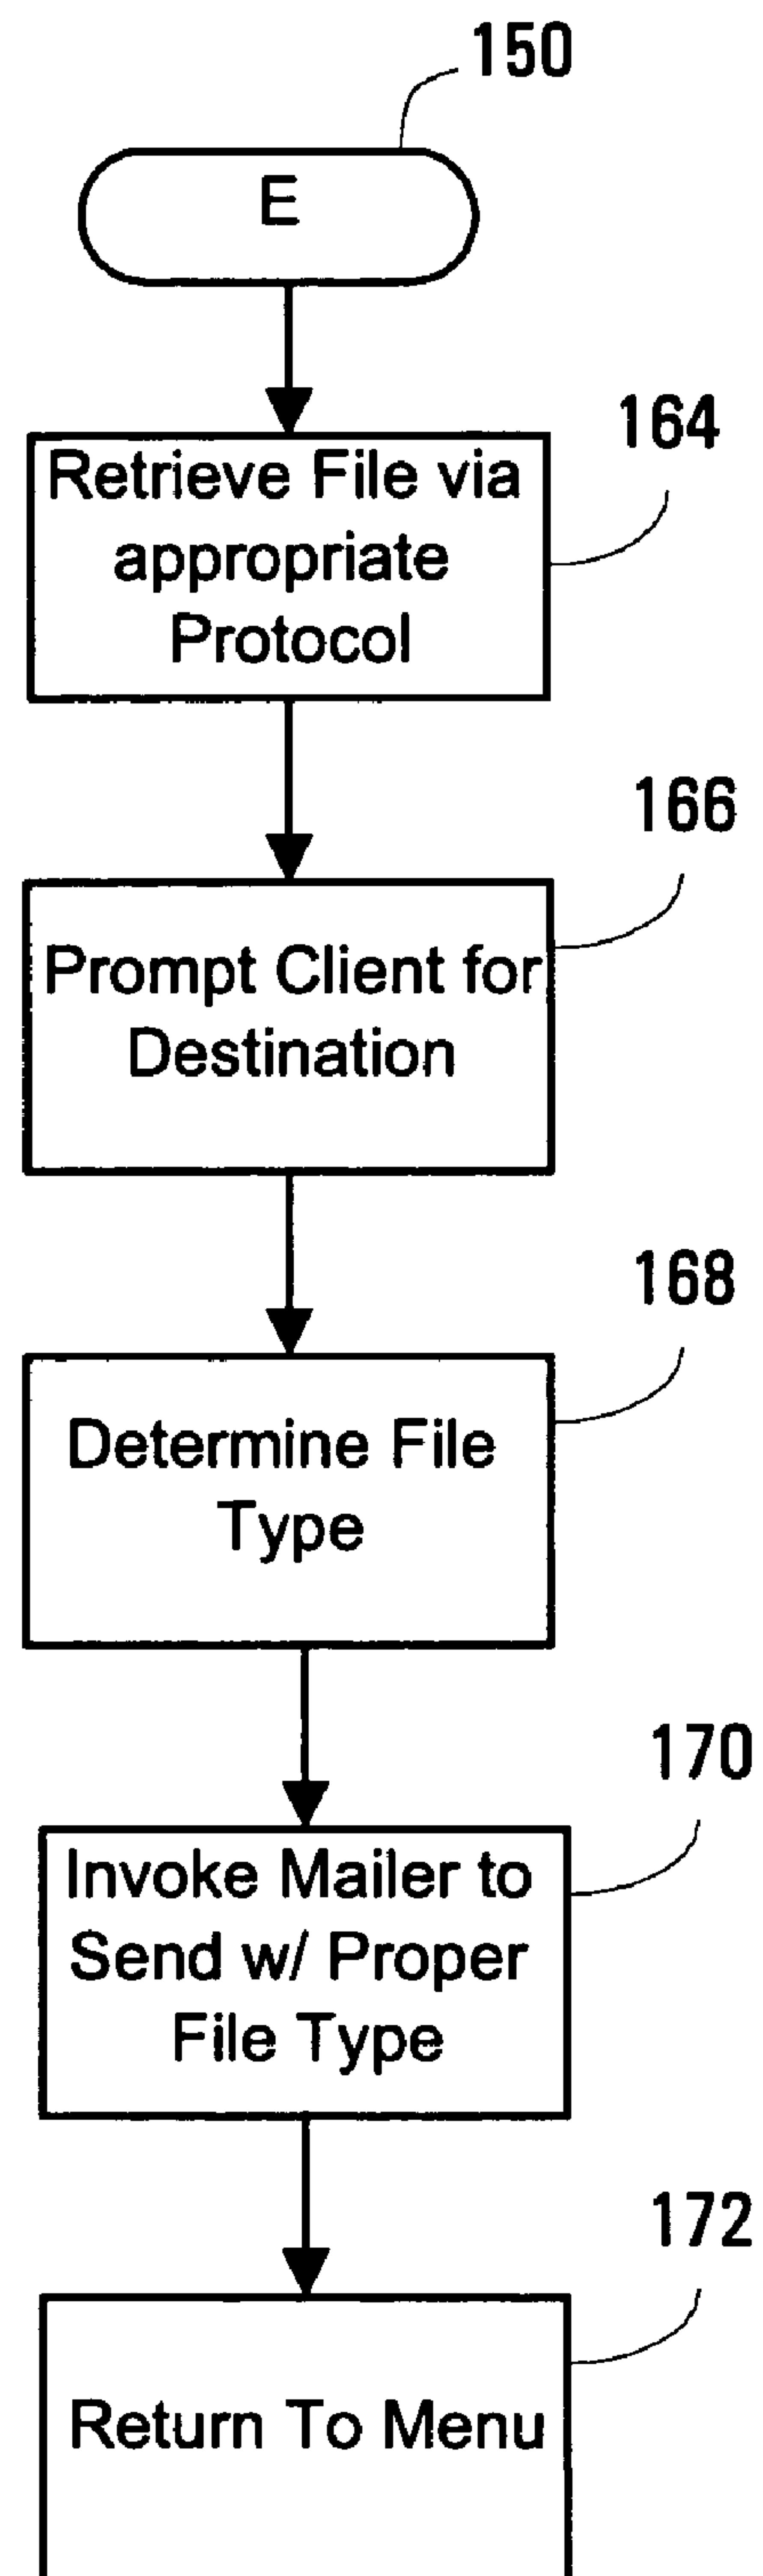 150
E
164
Retrieve File via
appropriate
Protocol
166
Prompt Client for
Destination
168
Determine File
Type
170
Invoke Mailer to
Send w/ Proper
File Type
172
Return To Menu